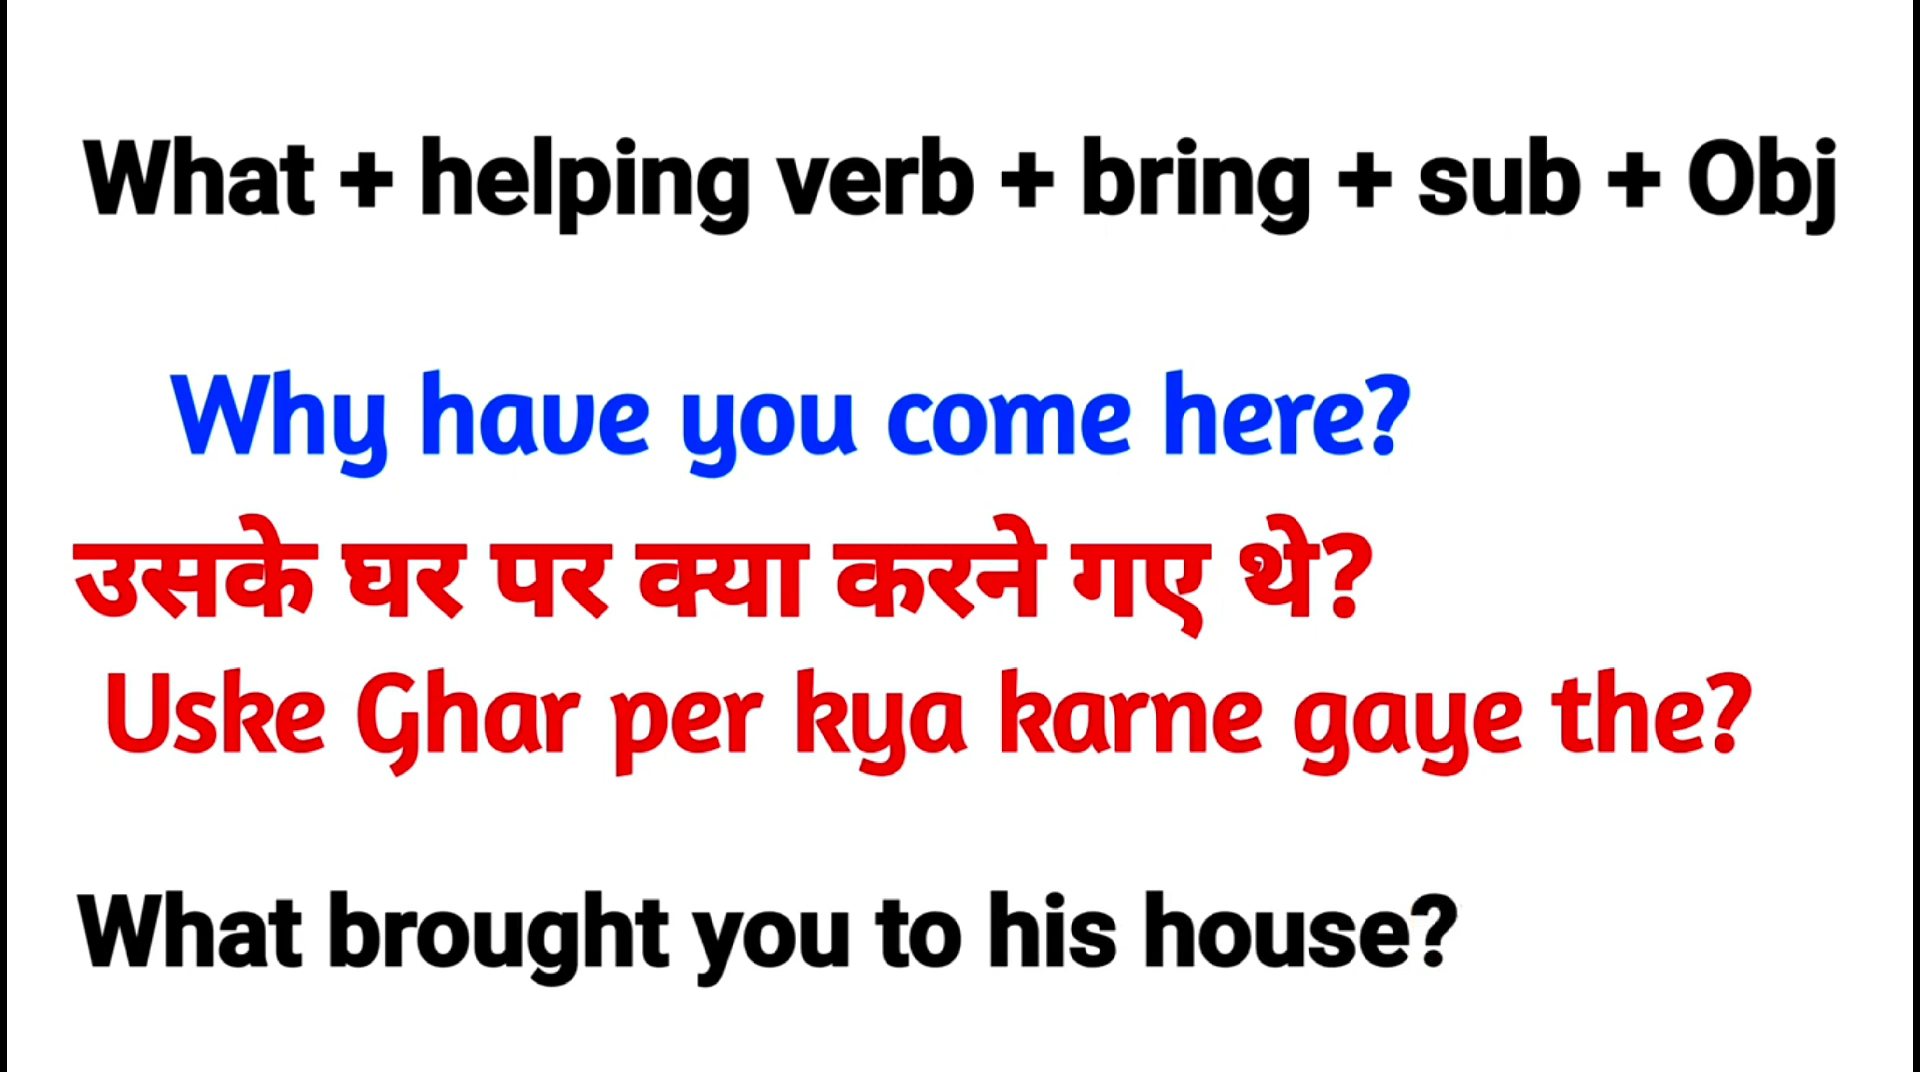 What + helping verb + bring + sub + Obj
Why have you come here?
उसके घर पर क्या करने गए थे?
Uske Ghar per kya karne gaye the?
What brought you to his house?